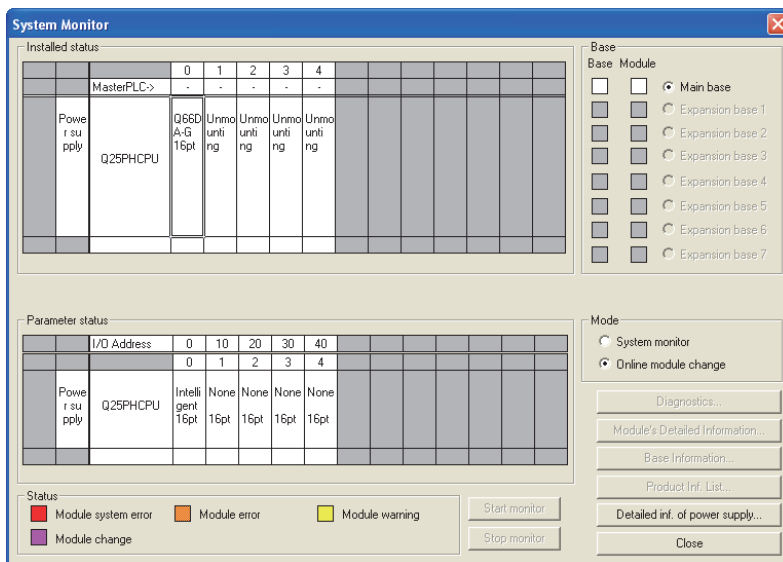 System Monitor
Installed status
0 1 2 3 4
MasterPLC-> - - - - -
Powe
r su
pply
Q25PHCPU
Q66D
A-G
16pt
Unmo
unti
ng
Unmo
unti
ng
Unmo
unti
ng
Unmo
unti
ng
Base
Base Module
Main base
Expansion base 1
Expansion base 2
Expansion base 3
Expansion base 4
Expansion base 5
Expansion base 6
Expansion base 7
Parameter status
I/O Address 0 10 20 30 40
0 1 2 3 4
Powe
r su
pply
Q25PHCPU
Intelli
gent
16pt
None
16pt
None
16pt
None
16pt
None
16pt
Mode
System monitor
Online module change
Diagnostics...
Module's Detailed Information...
Base Information...
Product Inf. List...
Detailed inf. of power supply...
Close
Status
Module system error
Module error
Module warning
Module change
Start monitor
Stop monitor